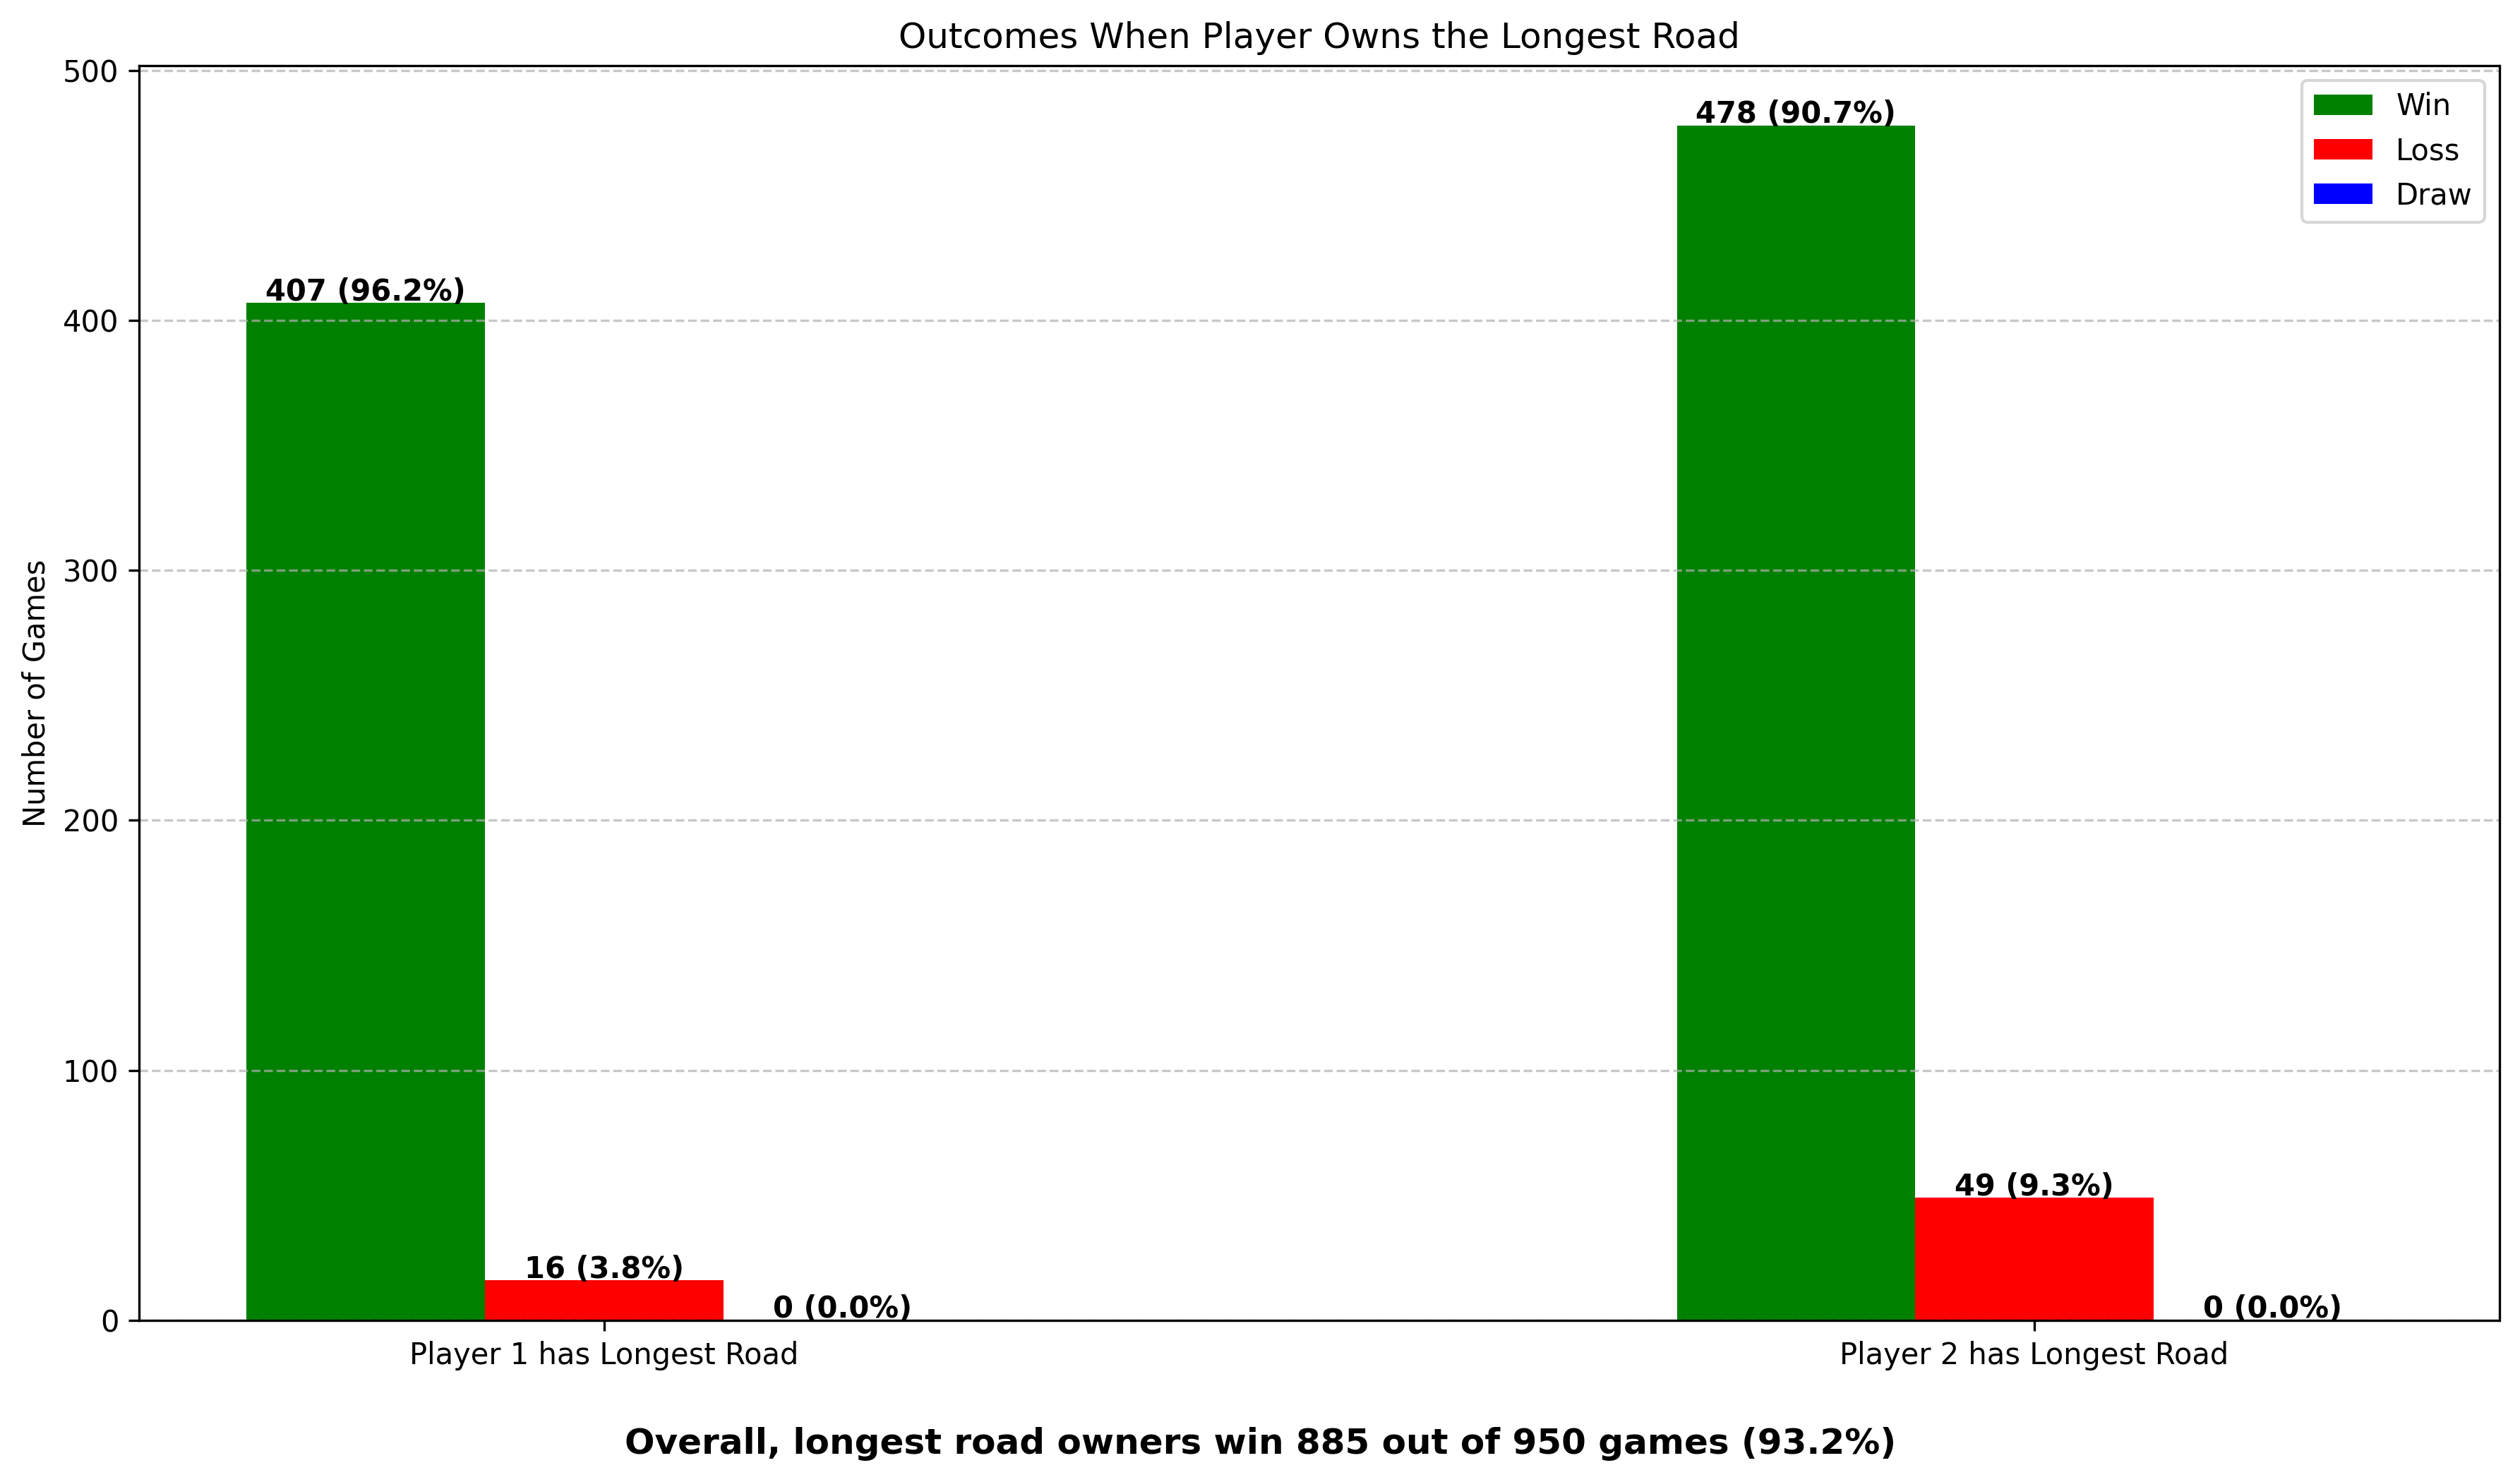 Outcomes When Player Owns the Longest Road
500
400
300
200
100
0
Number of Games
Win
Loss
Draw
407 (96.2%)
16 (3.8%)
0 (0.0%)
478 (90.7%)
49 (9.3%)
0 (0.0%)
Player 1 has Longest Road
Player 2 has Longest Road
Overall, longest road owners win 885 out of 950 games (93.2%)